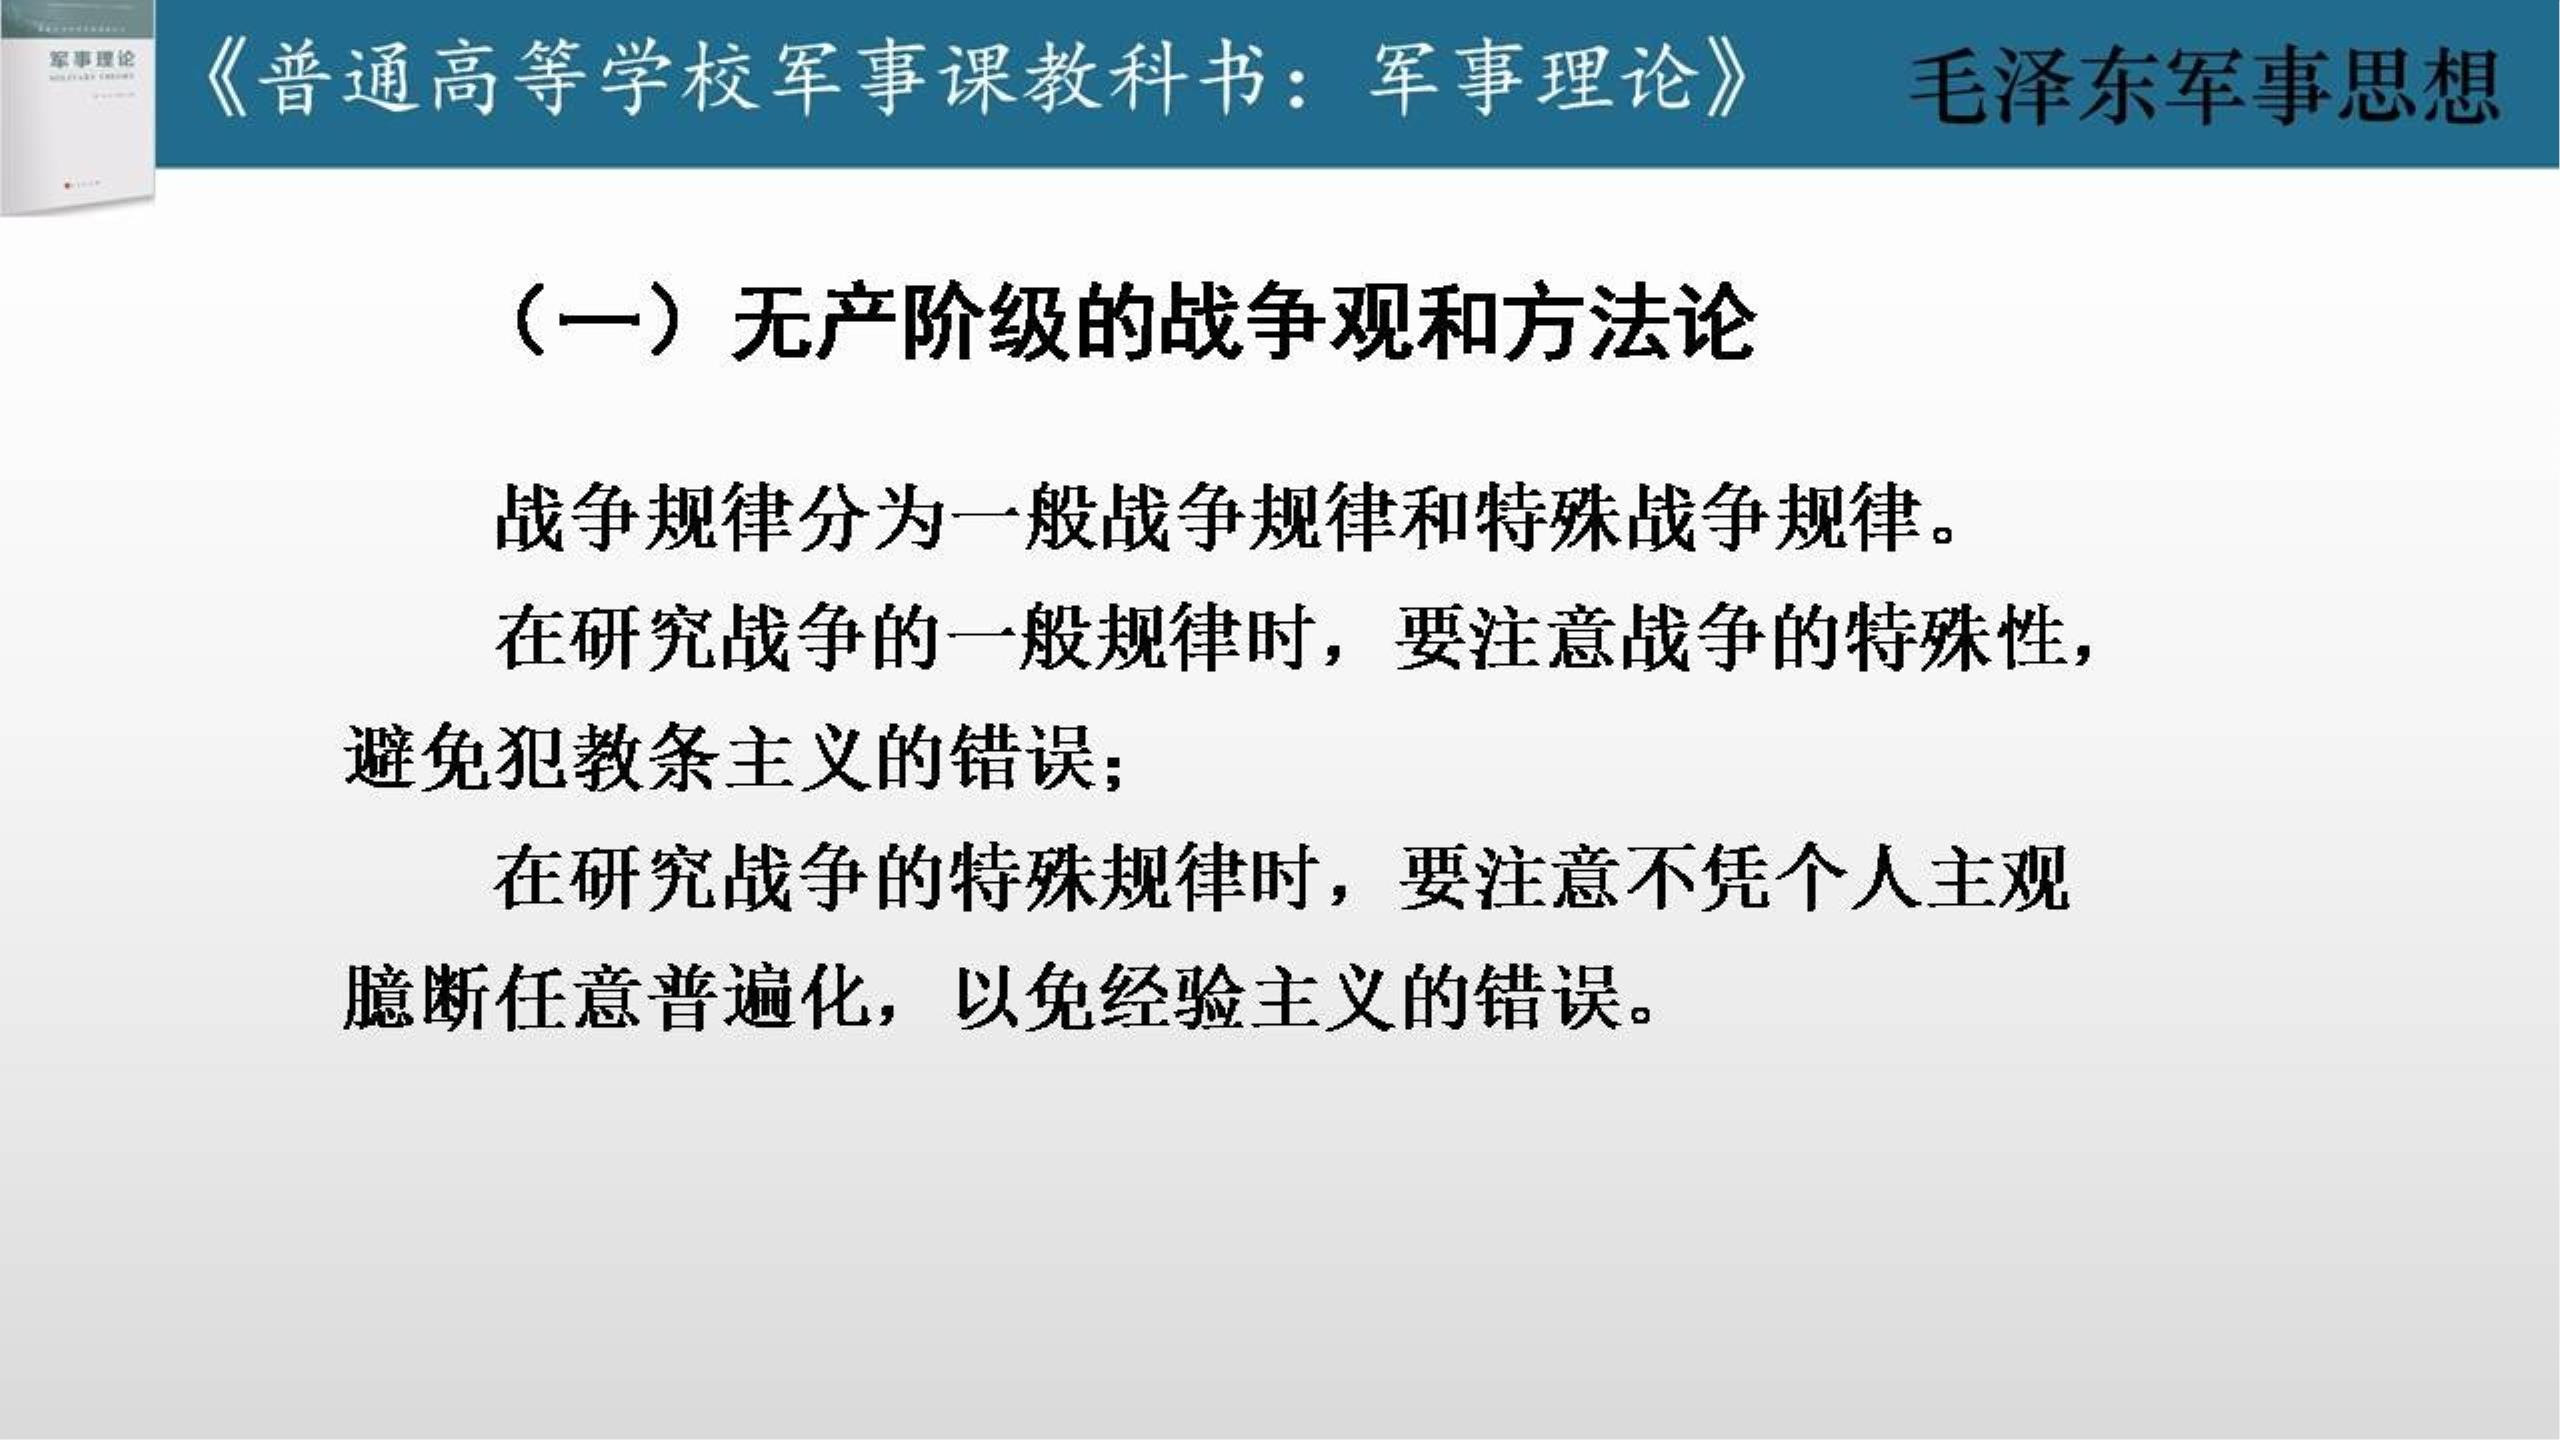 军事理论
MILITARY THEORY
《普通高等学校军事课教科书：军事理论》
毛泽东军事思想
（一）无产阶级的战争观和方法论
战争规律分为一般战争规律和特殊战争规律。
在研究战争的一般规律时，要注意战争的特殊性，
避免犯教条主义的错误；
在研究战争的特殊规律时，要注意不凭个人主观
臆断任意普遍化，以免经验主义的错误。